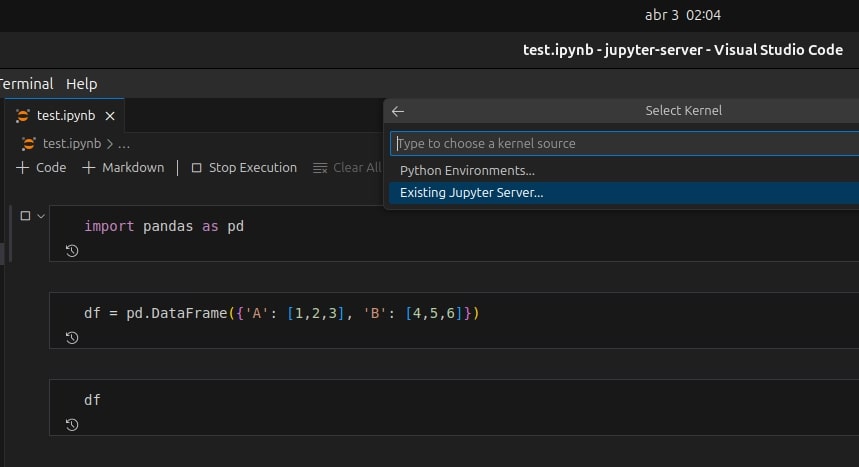 abr 3 02:04
test.ipynb - jupyter-server - Visual Studio Code
Terminal Help
test.ipynb
Select Kernel
test.ipynb > ...
Type to choose a kernel source
Code Markdown Stop Execution Clear All
Python Environments...
Existing Jupyter Server...
import pandas as pd
df = pd.DataFrame({'A': [1,2,3], 'B': [4,5,6]})
df